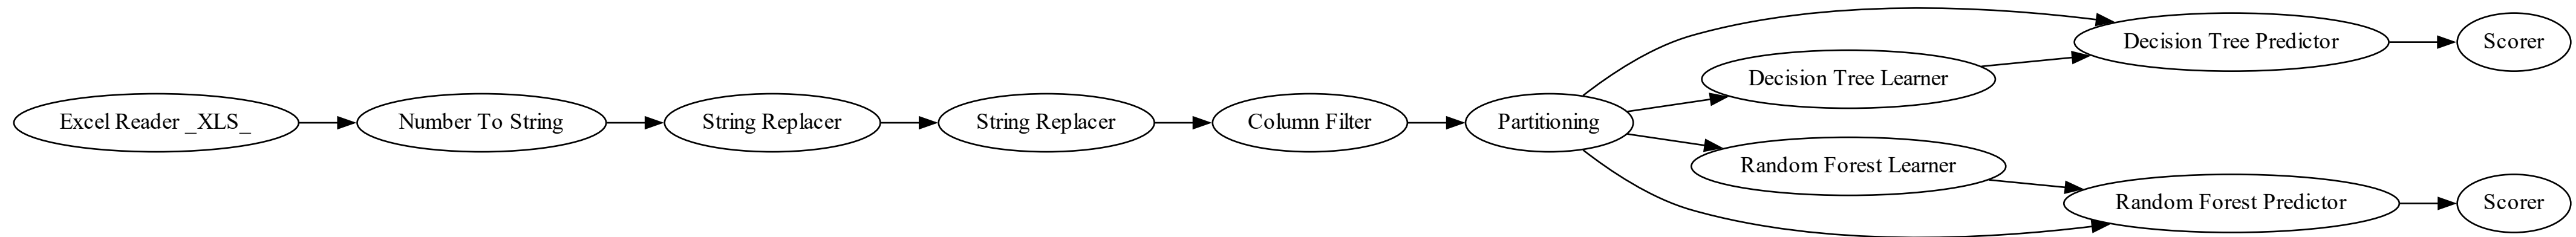 Excel Reader _XLS_
Number To String
String Replacer
String Replacer
Column Filter
Partitioning
Decision Tree Learner
Decision Tree Predictor
Scorer
Random Forest Learner
Random Forest Predictor
Scorer